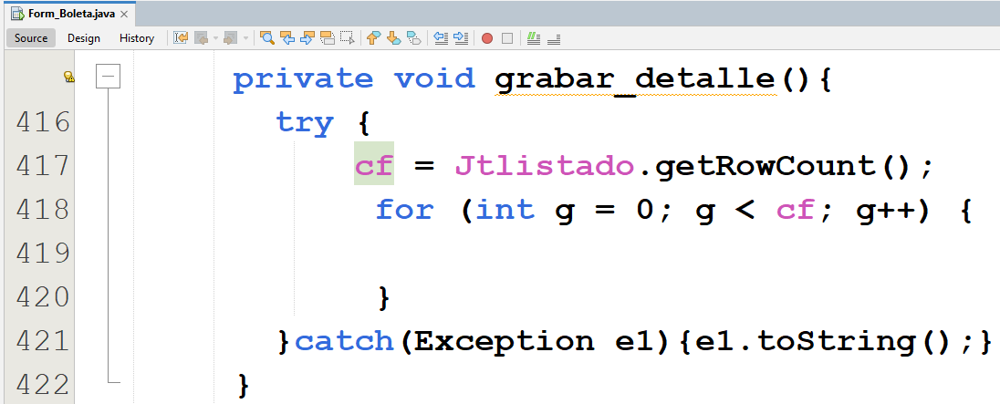 Form_Boleta.java
Source Design History
private void grabar_detalle(){
416 try {
417 cf = Jtlistado.getRowCount();
418 for (int g = 0; g < cf; g++) {
419
420 }
421 }catch(Exception e1){e1.toString();}
422 }